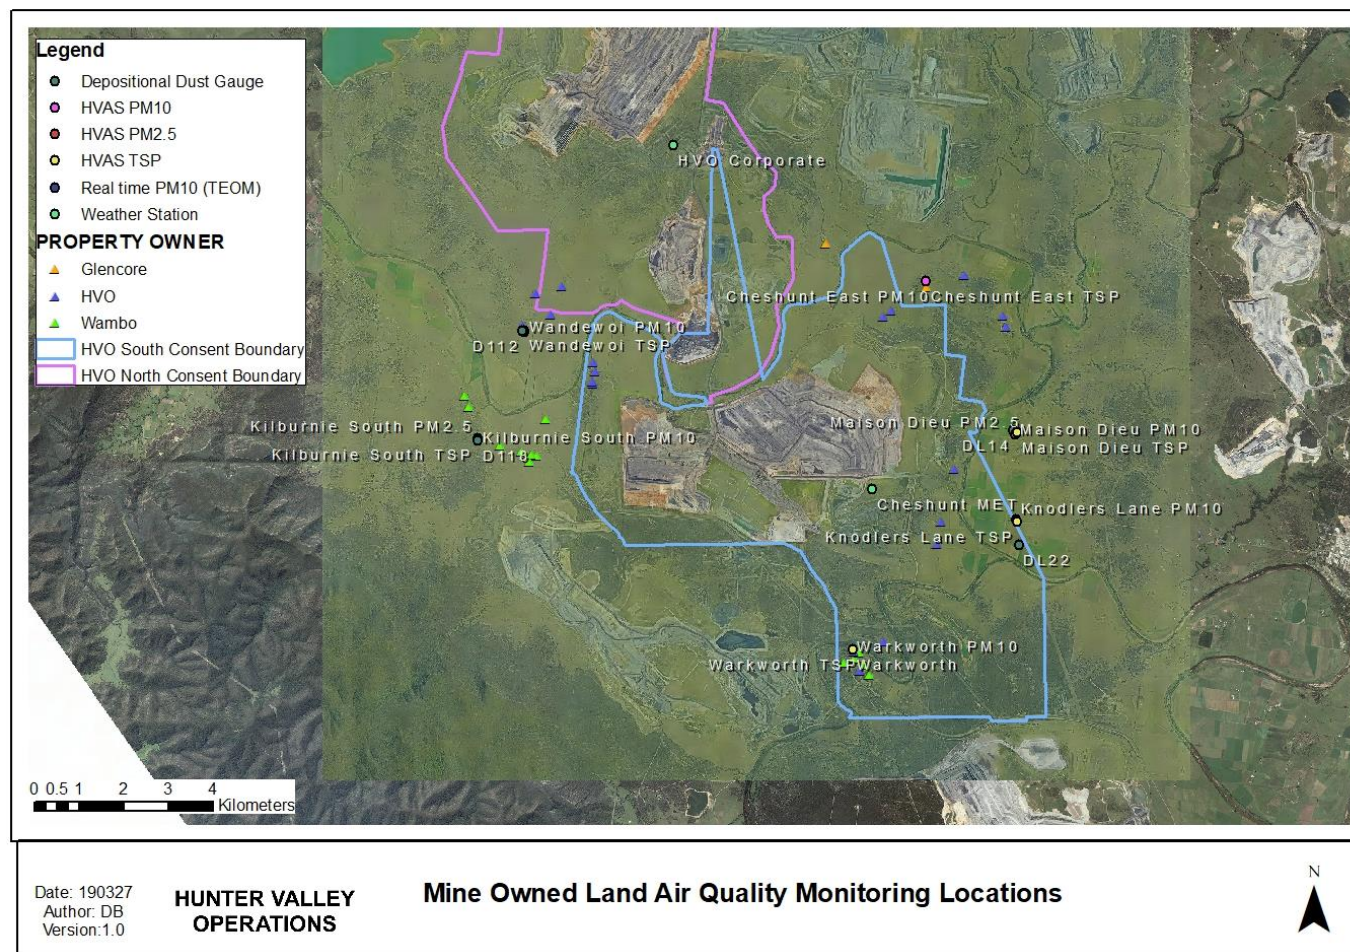 Legend
Depositional Dust Gauge
HVAS PM10
HVAS PM2.5
HVAS TSP
Real time PM10 (TEOM)
Weather Station
PROPERTY OWNER
Glencore
HVO
Wambo
HVO South Consent Boundary
HVO North Consent Boundary
HVO Corporate
Cheshunt East PM10
Cheshunt East TSP
Wandewoi PM10
D112
Wandewoi TSP
Kilburnie South PM2.5
Kilburnie South PM10
Kilburnie South TSP
D118
Maison Dieu PM2.5
Maison Dieu PM10
DL14
Maison Dieu TSP
Cheshunt MET
Knodlers Lane PM10
Knodlers Lane TSP
DL22
Warkworth PM10
Warkworth TSP
Warkworth
0 0.5 1 2 3 4
Kilometers
Date: 190327
Author: DB
Version:1.0
HUNTER VALLEY
OPERATIONS
Mine Owned Land Air Quality Monitoring Locations
N